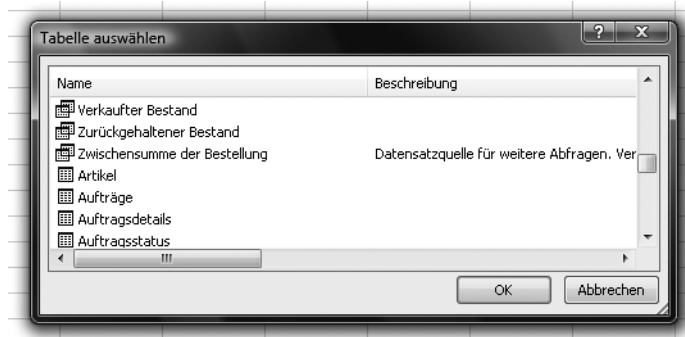 Tabelle auswählen
Name Beschreibung
Verkaufter Bestand
Zurückgehaltener Bestand
Zwischensumme der Bestellung Datensatzquelle für weitere Abfragen. Ver
Artikel
Aufträge
Auftragsdetails
Auftragsstatus
OK Abbrechen